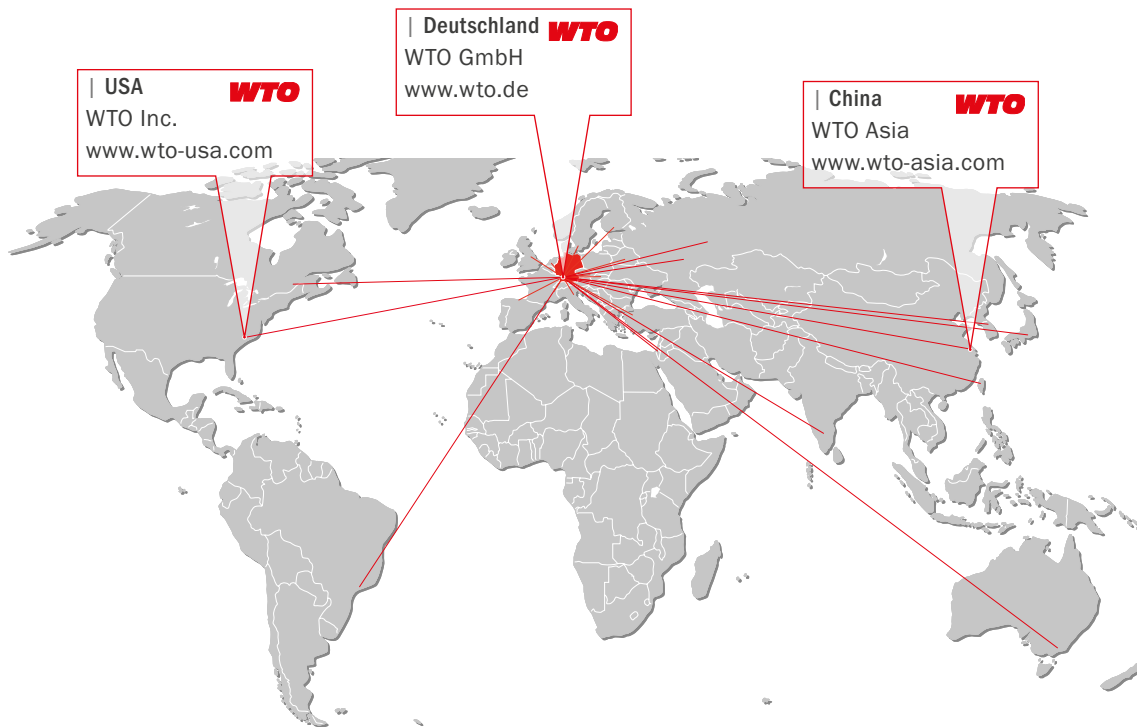 | USA WTO
WTO Inc.
www.wto-usa.com
| Deutschland WTO
WTO GmbH
www.wto.de
| China WTO
WTO Asia
www.wto-asia.com